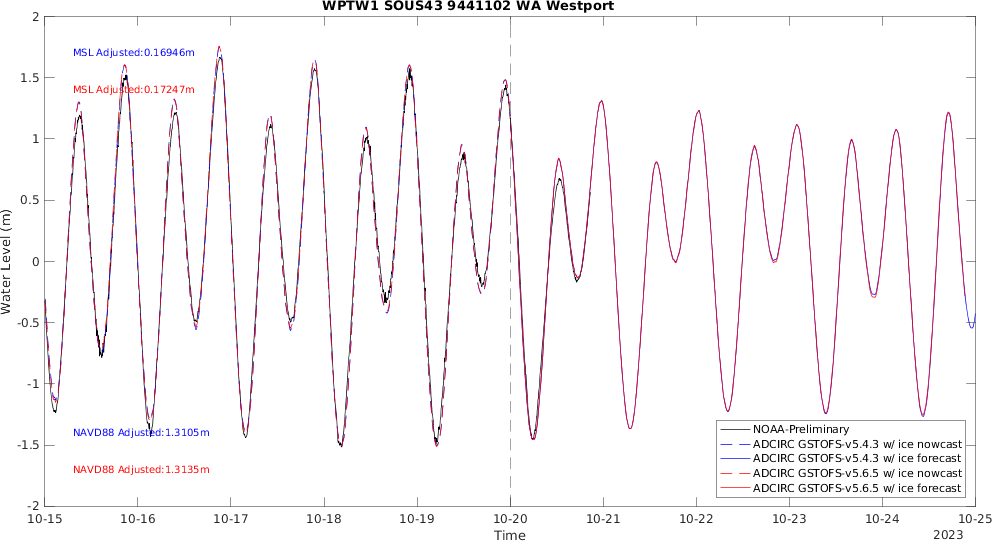 WPTW1 SOUS43 9441102 WA Westport
2
1.5
1
0.5
0
-0.5
-1
-1.5
-2
Water Level (m)
MSL Adjusted:0.16946m
MSL Adjusted:0.17247m
NAVD88 Adjusted:1.3105m
NAVD88 Adjusted:1.3135m
NOAA-Preliminary
ADCIRC GSTOFS-v5.4.3 w/ ice nowcast
ADCIRC GSTOFS-v5.4.3 w/ ice forecast
ADCIRC GSTOFS-v5.6.5 w/ ice nowcast
ADCIRC GSTOFS-v5.6.5 w/ ice forecast
10-15 10-16 10-17 10-18 10-19 10-20 10-21 10-22 10-23 10-24 10-25
Time
2023